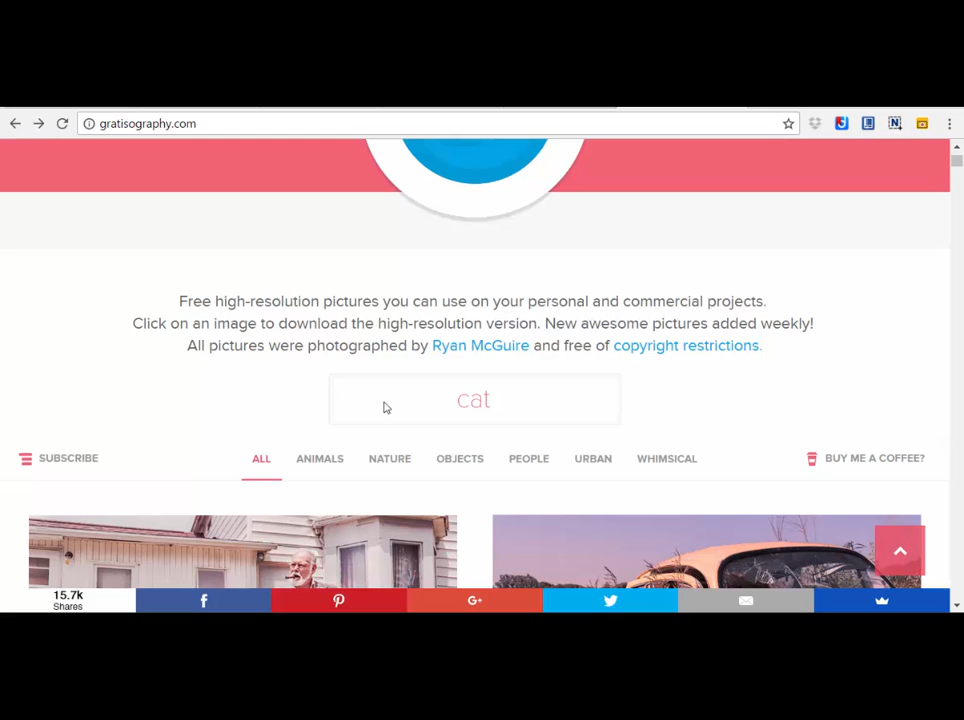 gratisography.com
N
Free high-resolution pictures you can use on your personal and commercial projects.
Click on an image to download the high-resolution version. New awesome pictures added weekly!
All pictures were photographed by Ryan McGuire and free of copyright restrictions.
cat
SUBSCRIBE
ALL
ANIMALS
NATURE
OBJECTS
PEOPLE
URBAN
WHIMSICAL
BUY ME A COFFEE?
15.7k
Shares
G+